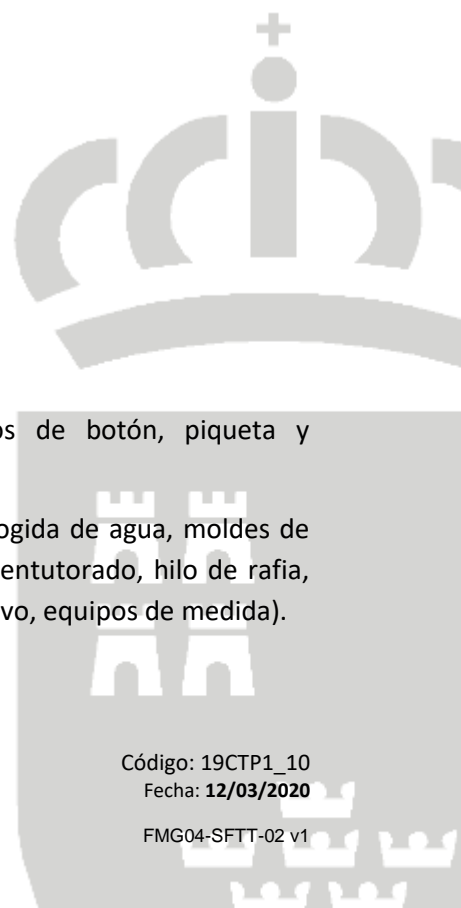 os de botón, piqueta y
ogida de agua, moldes de
entutorado, hilo de rafia,
vo, equipos de medida).
Código: 19CTP1_10
Fecha: 12/03/2020
FMG04-SFTT-02 v1